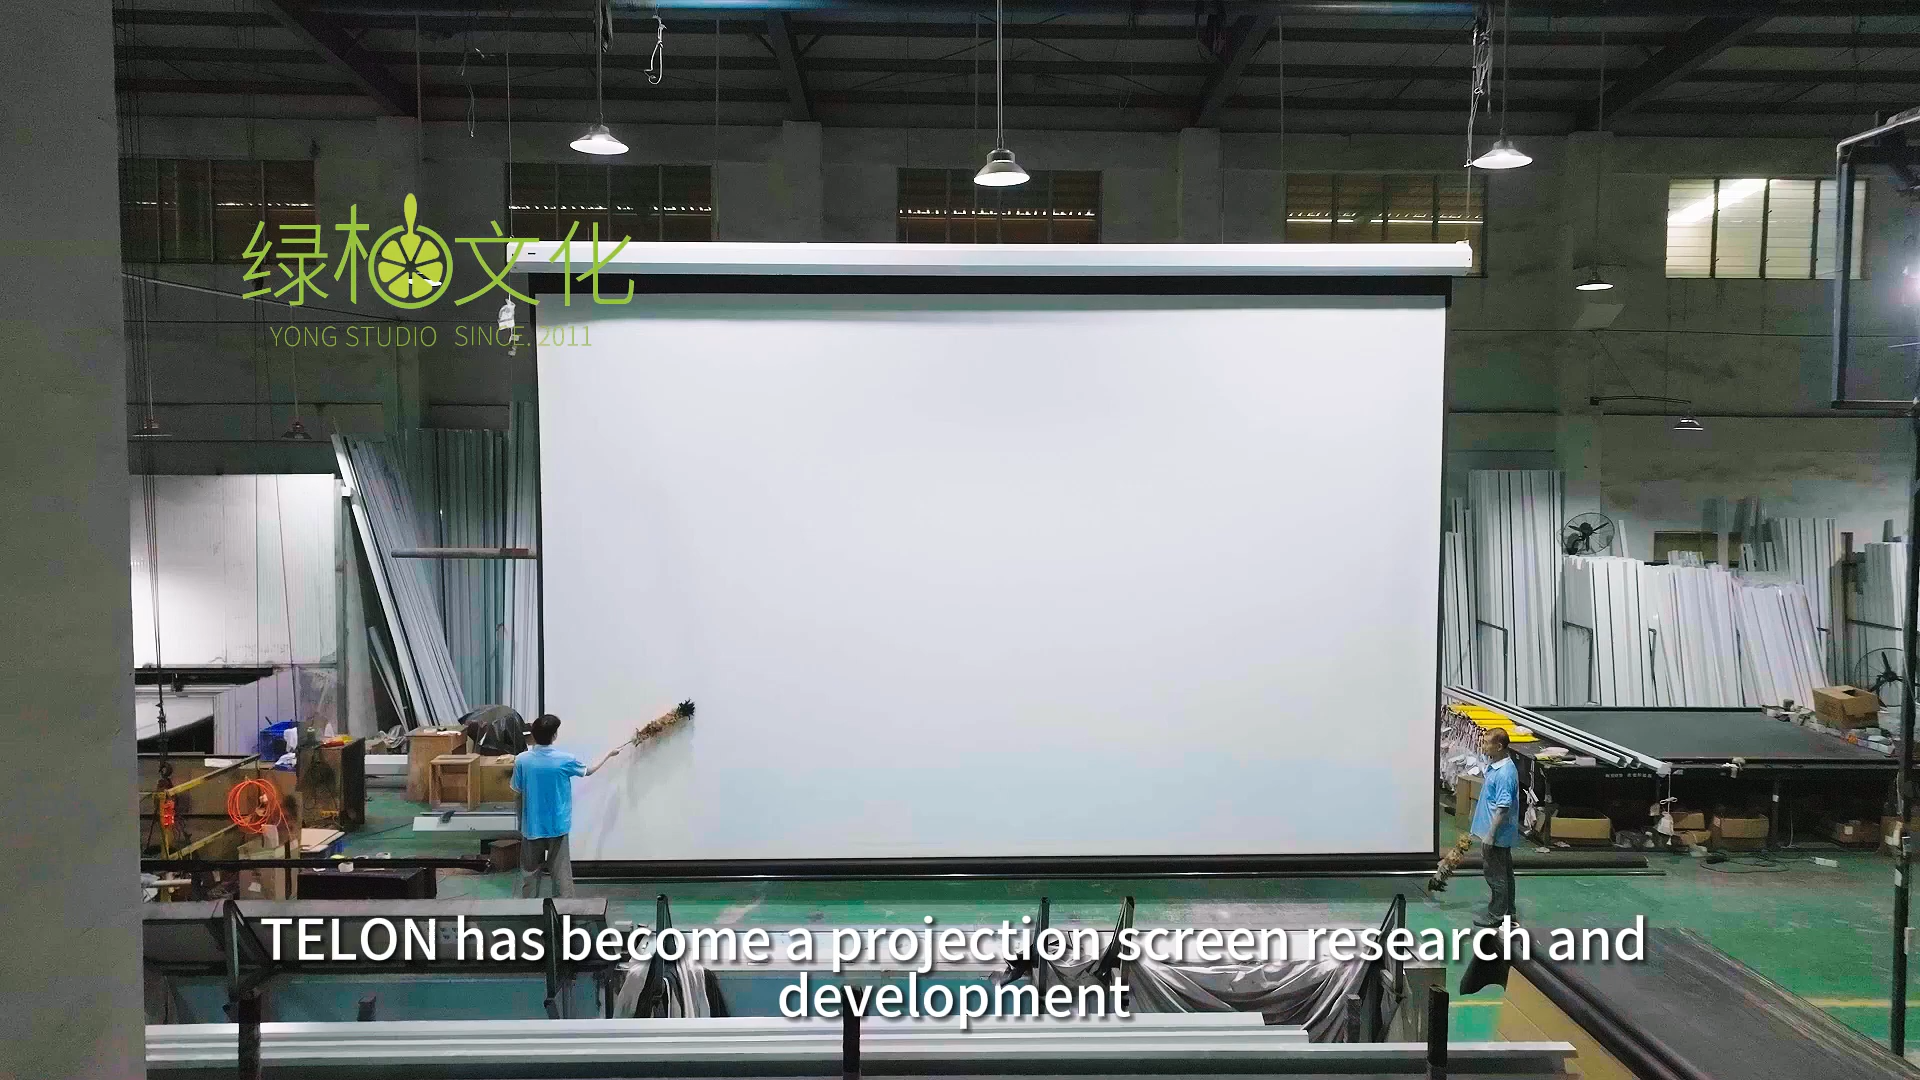 绿柚文化
YONG STUDIO SINCE. 2011
TELON has become a projection screen research and
development